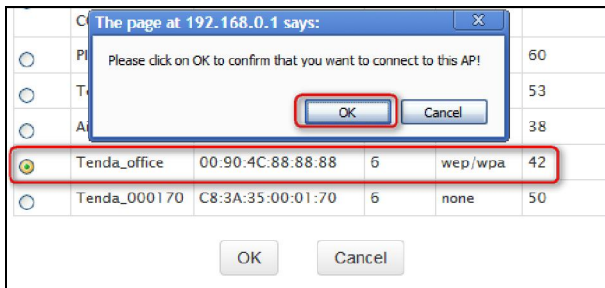 The page at 192.168.0.1 says:
X
Please click on OK to confirm that you want to connect to this AP!
OK
Cancel
60
53
38
Tenda_office 00:90:4C:88:88:88 6 wep/wpa 42
Tenda_000170 C8:3A:35:00:01:70 6 none 50
OK
Cancel